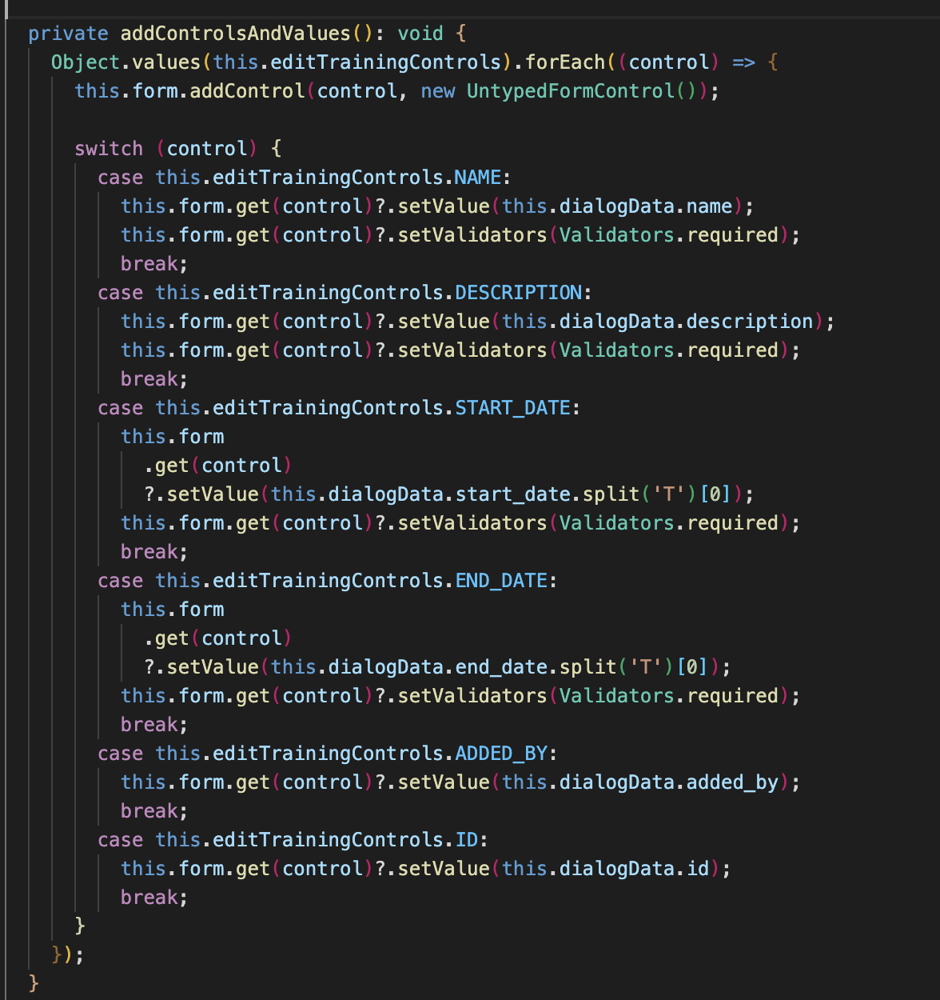 private addControlsAndValues(): void {
  Object.values(this.editTrainingControls).forEach((control) => {
    this.form.addControl(control, new UntypedFormControl());

    switch (control) {
      case this.editTrainingControls.NAME:
        this.form.get(control)?.setValue(this.dialogData.name);
        this.form.get(control)?.setValidators(Validators.required);
        break;
      case this.editTrainingControls.DESCRIPTION:
        this.form.get(control)?.setValue(this.dialogData.description);
        this.form.get(control)?.setValidators(Validators.required);
        break;
      case this.editTrainingControls.START_DATE:
        this.form
          .get(control)
          ?.setValue(this.dialogData.start_date.split('T')[0]);
        this.form.get(control)?.setValidators(Validators.required);
        break;
      case this.editTrainingControls.END_DATE:
        this.form
          .get(control)
          ?.setValue(this.dialogData.end_date.split('T')[0]);
        this.form.get(control)?.setValidators(Validators.required);
        break;
      case this.editTrainingControls.ADDED_BY:
        this.form.get(control)?.setValue(this.dialogData.added_by);
        break;
      case this.editTrainingControls.ID:
        this.form.get(control)?.setValue(this.dialogData.id);
        break;
    }
  });
}